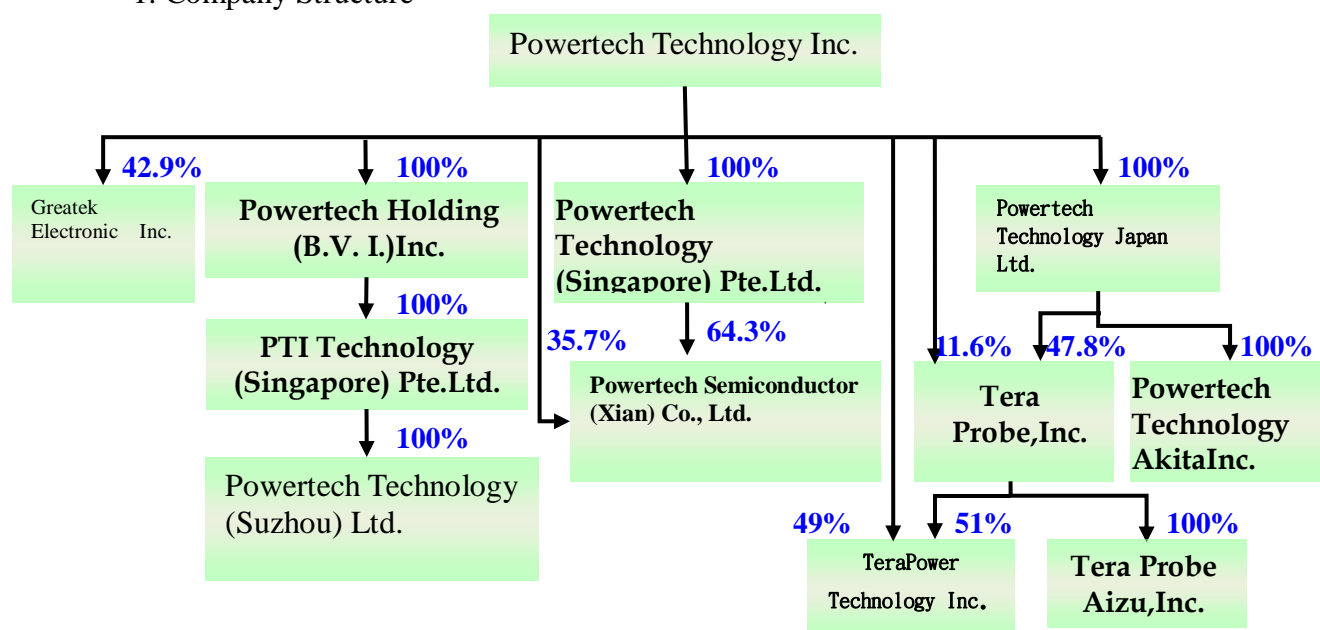 1. Company Structure
Powertech Technology Inc.
42.9%
100%
100%
100%
Greatek
Electronic Inc.
Powertech Holding
(B.V. I.)Inc.
Powertech
Technology
(Singapore) Pte.Ltd.
Powertech
Technology Japan
Ltd.
100%
35.7%
64.3%
11.6%
47.8%
100%
PTI Technology
(Singapore) Pte.Ltd.
Powertech Semiconductor
(Xian) Co., Ltd.
Tera
Probe,Inc.
Powertech
Technology
AkitaInc.
100%
Powertech Technology
(Suzhou) Ltd.
49%
51%
100%
TeraPower
Technology Inc.
Tera Probe
Aizu,Inc.